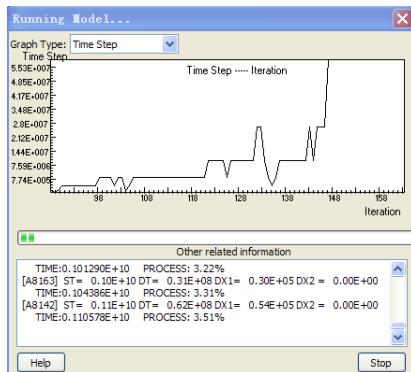 Running Model...
Graph Type: Time Step
Time Step
Time Step ----- Iteration
5.53E+007
4.85E+007
4.17E+007
3.48E+007
2.8E+007
2.12E+007
1.44E+007
7.59E+006
7.74E+005
98 108 118 128 138 148 158
Iteration
Other related information
TIME:0.101290E+10 PROCESS: 3.22%
[A8163] ST= 0.10E+10 DT= 0.31E+08 DX1= 0.30E+05 DX2 = 0.00E+00
TIME:0.104386E+10 PROCESS: 3.31%
[A8142] ST= 0.11E+10 DT= 0.62E+08 DX1= 0.54E+05 DX2 = 0.00E+00
TIME:0.110578E+10 PROCESS: 3.51%
Help Stop